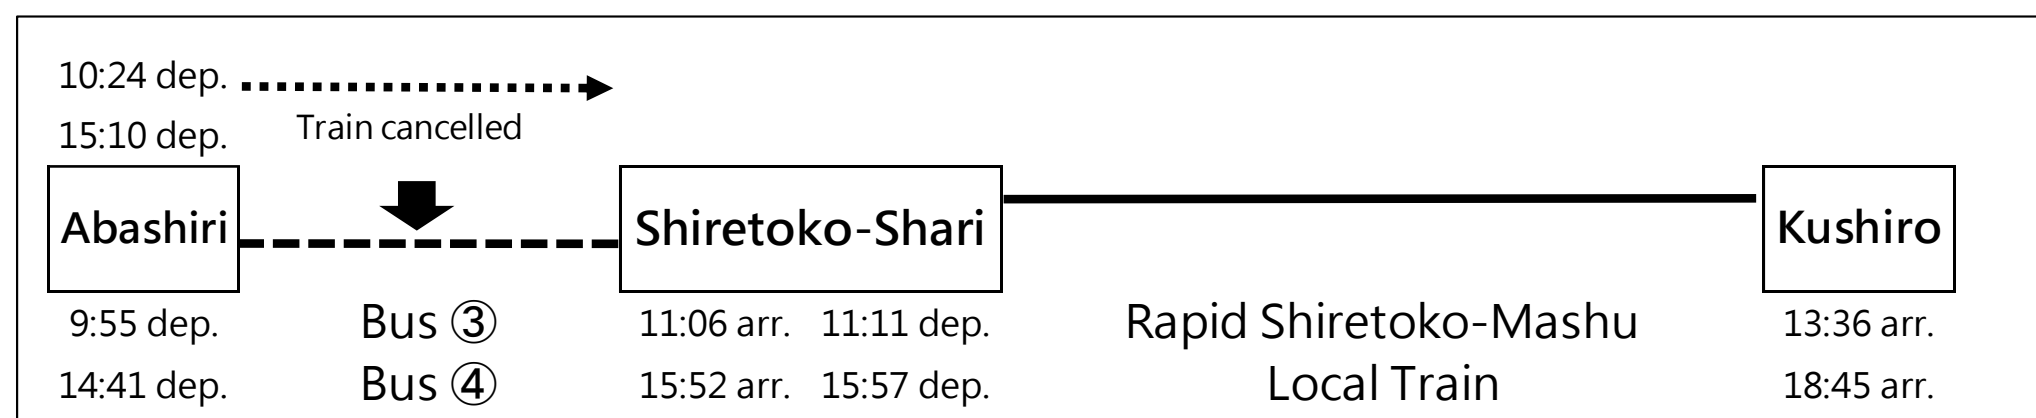 10:24 dep.
15:10 dep.
Train cancelled
Abashiri
Shiretoko-Shari
Kushiro
9:55 dep. Bus ③ 11:06 arr. 11:11 dep. Rapid Shiretoko-Mashu 13:36 arr.
14:41 dep. Bus ④ 15:52 arr. 15:57 dep. Local Train 18:45 arr.